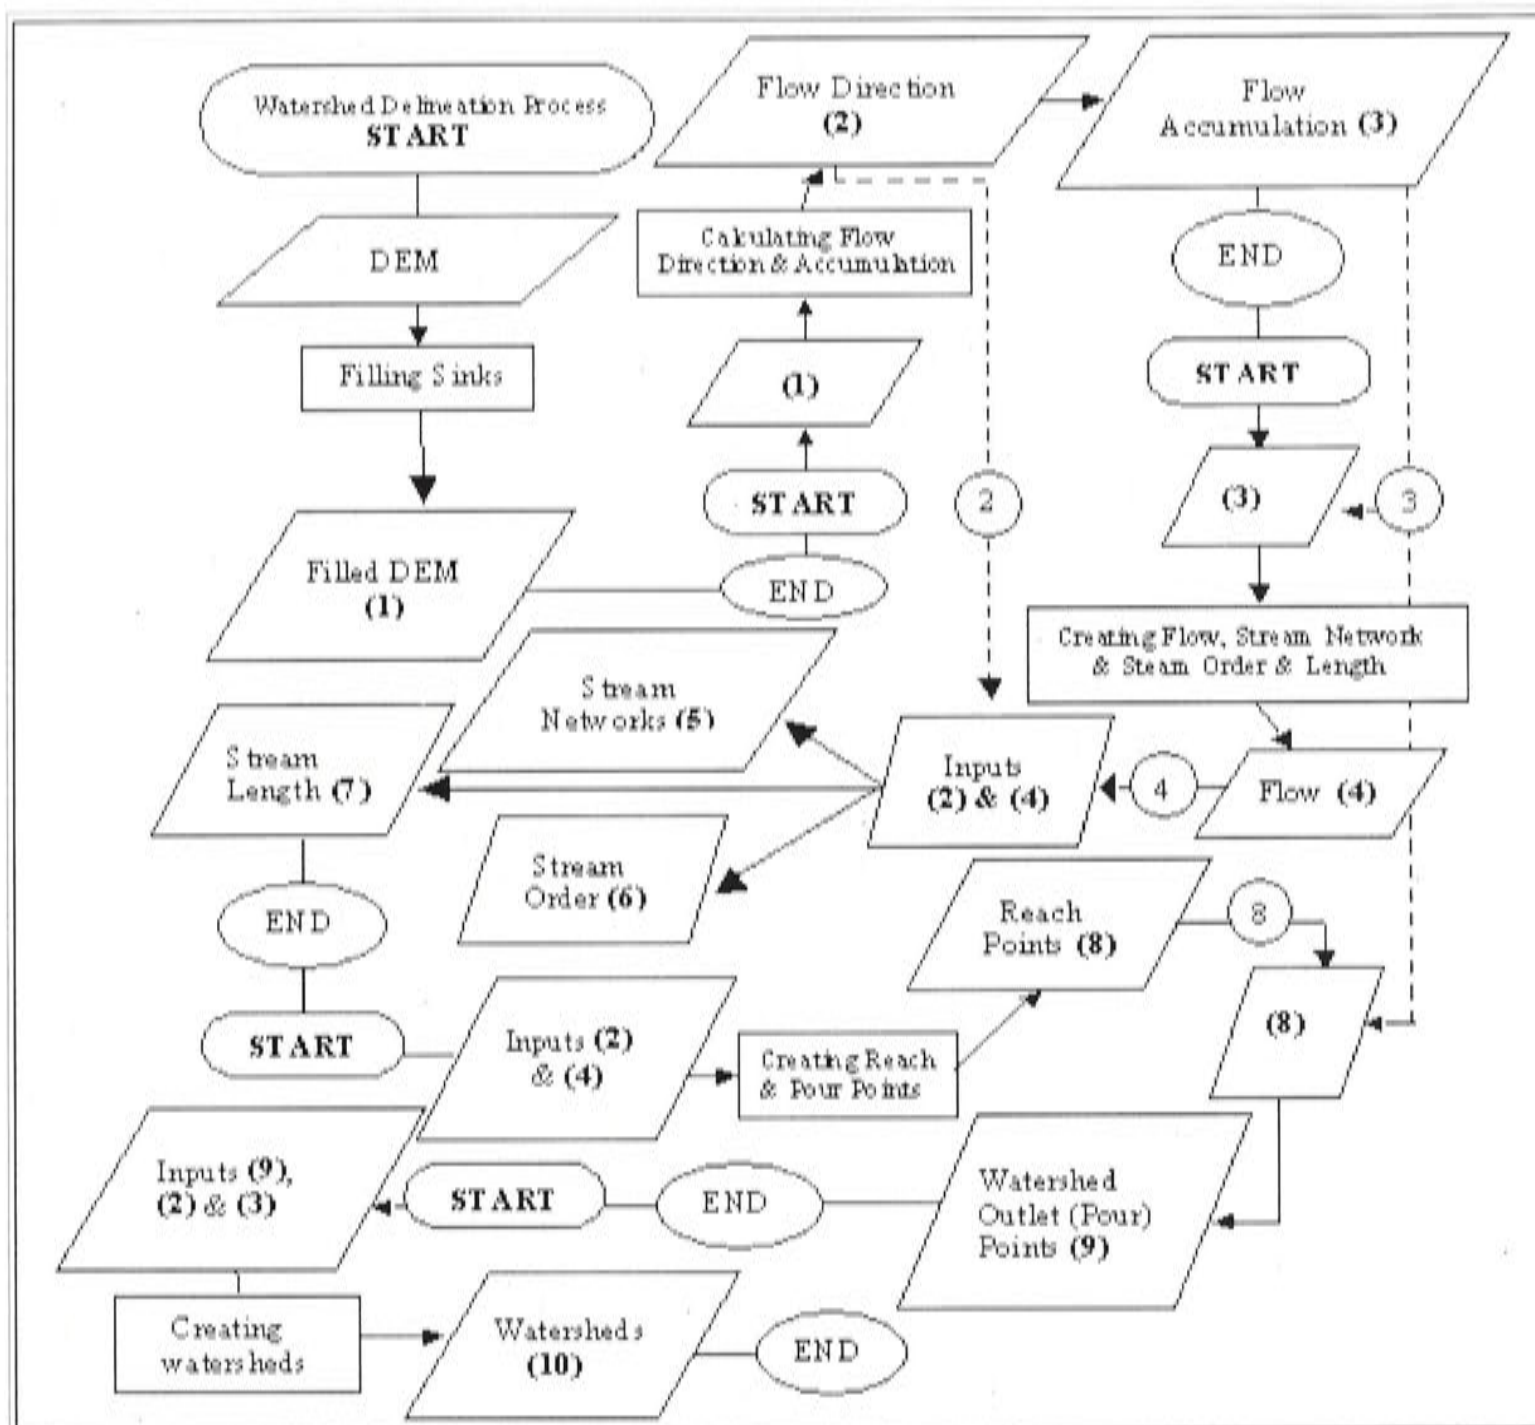 Watershed Delineation Process
START
DEM
Filling Sinks
Filled DEM
(1)
END
START
(1)
Calculating Flow
Direction & Accumulation
Flow Direction
(2)
Flow
Accumulation (3)
END
START
(3)
2
3
Creating Flow, Stream Network
& Steam Order & Length
Flow (4)
4
Inputs
(2) & (4)
Stream
Networks (5)
Stream
Length (7)
Stream
Order (6)
END
START
Inputs (2)
& (4)
Creating Reach
& Pour Points
Reach
Points (8)
8
(8)
Watershed
Outlet (Pour)
Points (9)
END
START
Inputs (9),
(2) & (3)
Creating
watersheds
Watersheds
(10)
END